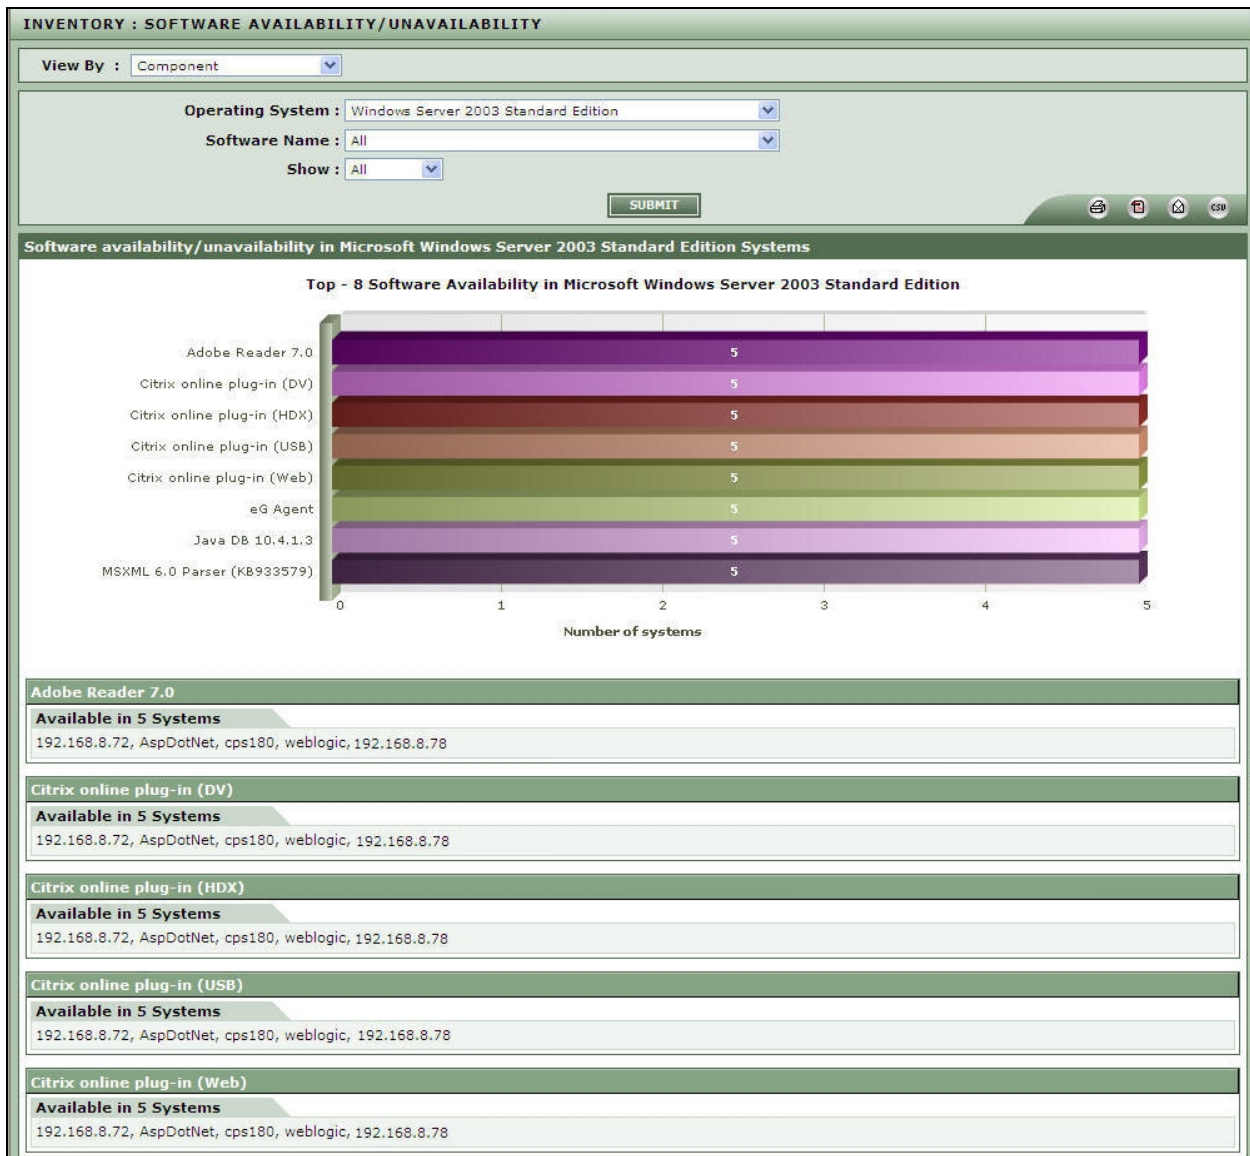 INVENTORY : SOFTWARE AVAILABILITY/UNAVAILABILITY
View By : Component
Operating System : Windows Server 2003 Standard Edition
Software Name : All
Show : All
SUBMIT
CSV
Software availability/unavailability in Microsoft Windows Server 2003 Standard Edition Systems
Top - 8 Software Availability in Microsoft Windows Server 2003 Standard Edition
Adobe Reader 7.0 5
Citrix online plug-in (DV) 5
Citrix online plug-in (HDX) 5
Citrix online plug-in (USB) 5
Citrix online plug-in (Web) 5
eG Agent 5
Java DB 10.4.1.3 5
MSXML 6.0 Parser (KB933579) 5
0 1 2 3 4 5
Number of systems
Adobe Reader 7.0
Available in 5 Systems
192.168.8.72, AspDotNet, cps180, weblogic, 192.168.8.78
Citrix online plug-in (DV)
Available in 5 Systems
192.168.8.72, AspDotNet, cps180, weblogic, 192.168.8.78
Citrix online plug-in (HDX)
Available in 5 Systems
192.168.8.72, AspDotNet, cps180, weblogic, 192.168.8.78
Citrix online plug-in (USB)
Available in 5 Systems
192.168.8.72, AspDotNet, cps180, weblogic, 192.168.8.78
Citrix online plug-in (Web)
Available in 5 Systems
192.168.8.72, AspDotNet, cps180, weblogic, 192.168.8.78